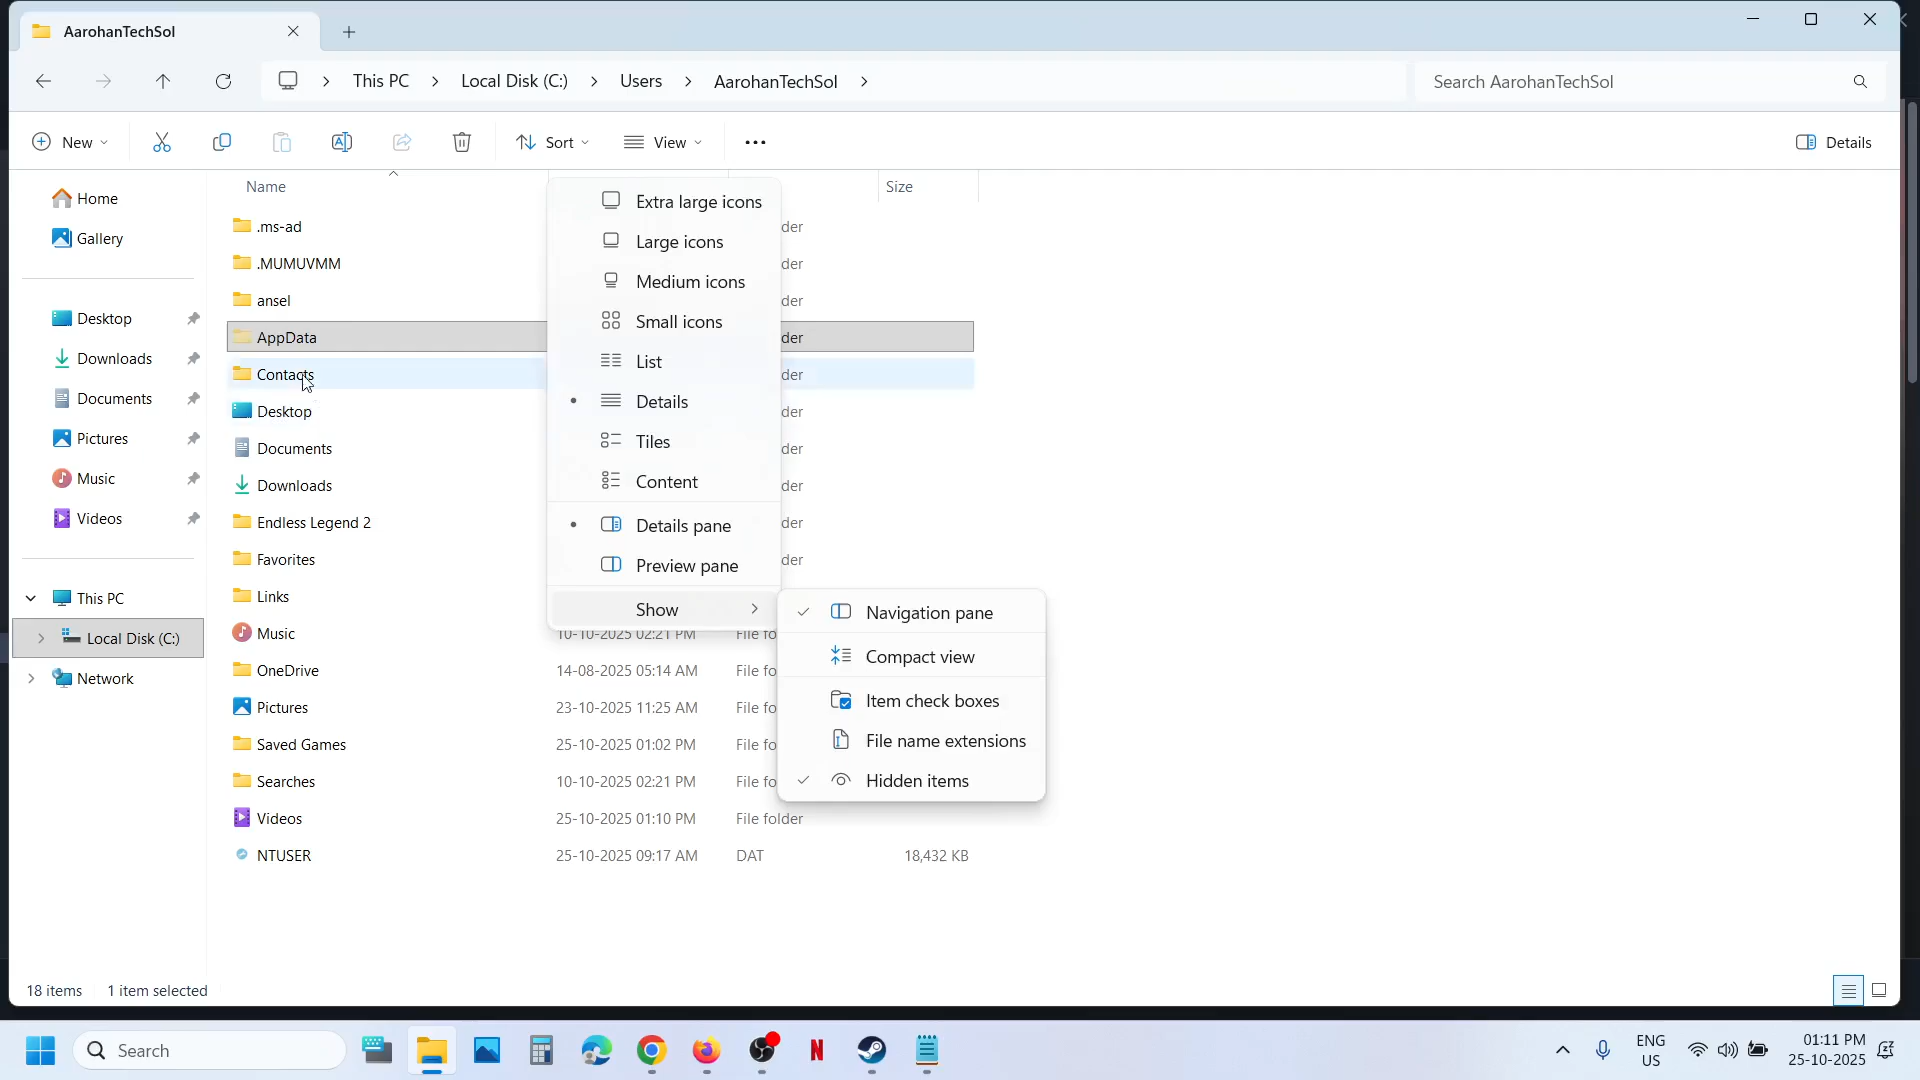 AarohanTechSol
This PC
Local Disk (C:)
Users
AarohanTechSol
Search AarohanTechSol
New
Sort
View
Details
Home
Gallery
Desktop
Downloads
Documents
Pictures
Music
Videos
This PC
Local Disk (C:)
Network
Name
Size
.ms-ad
der
.MUMUVMM
der
ansel
der
AppData
der
Contacts
der
Desktop
der
Documents
der
Downloads
der
Endless Legend 2
der
Favorites
der
Links
Music
10-10-2025 02:21 PM File fo
OneDrive
14-08-2025 05:14 AM File fo
Pictures
23-10-2025 11:25 AM File fo
Saved Games
25-10-2025 01:02 PM File fo
Searches
10-10-2025 02:21 PM File fo
Videos
25-10-2025 01:10 PM File folder
NTUSER
25-10-2025 09:17 AM DAT 18,432 KB
Extra large icons
Large icons
Medium icons
Small icons
List
Details
Tiles
Content
Details pane
Preview pane
Show
Navigation pane
Compact view
Item check boxes
File name extensions
Hidden items
18 items 1 item selected
Search
ENG
US
01:11 PM
25-10-2025